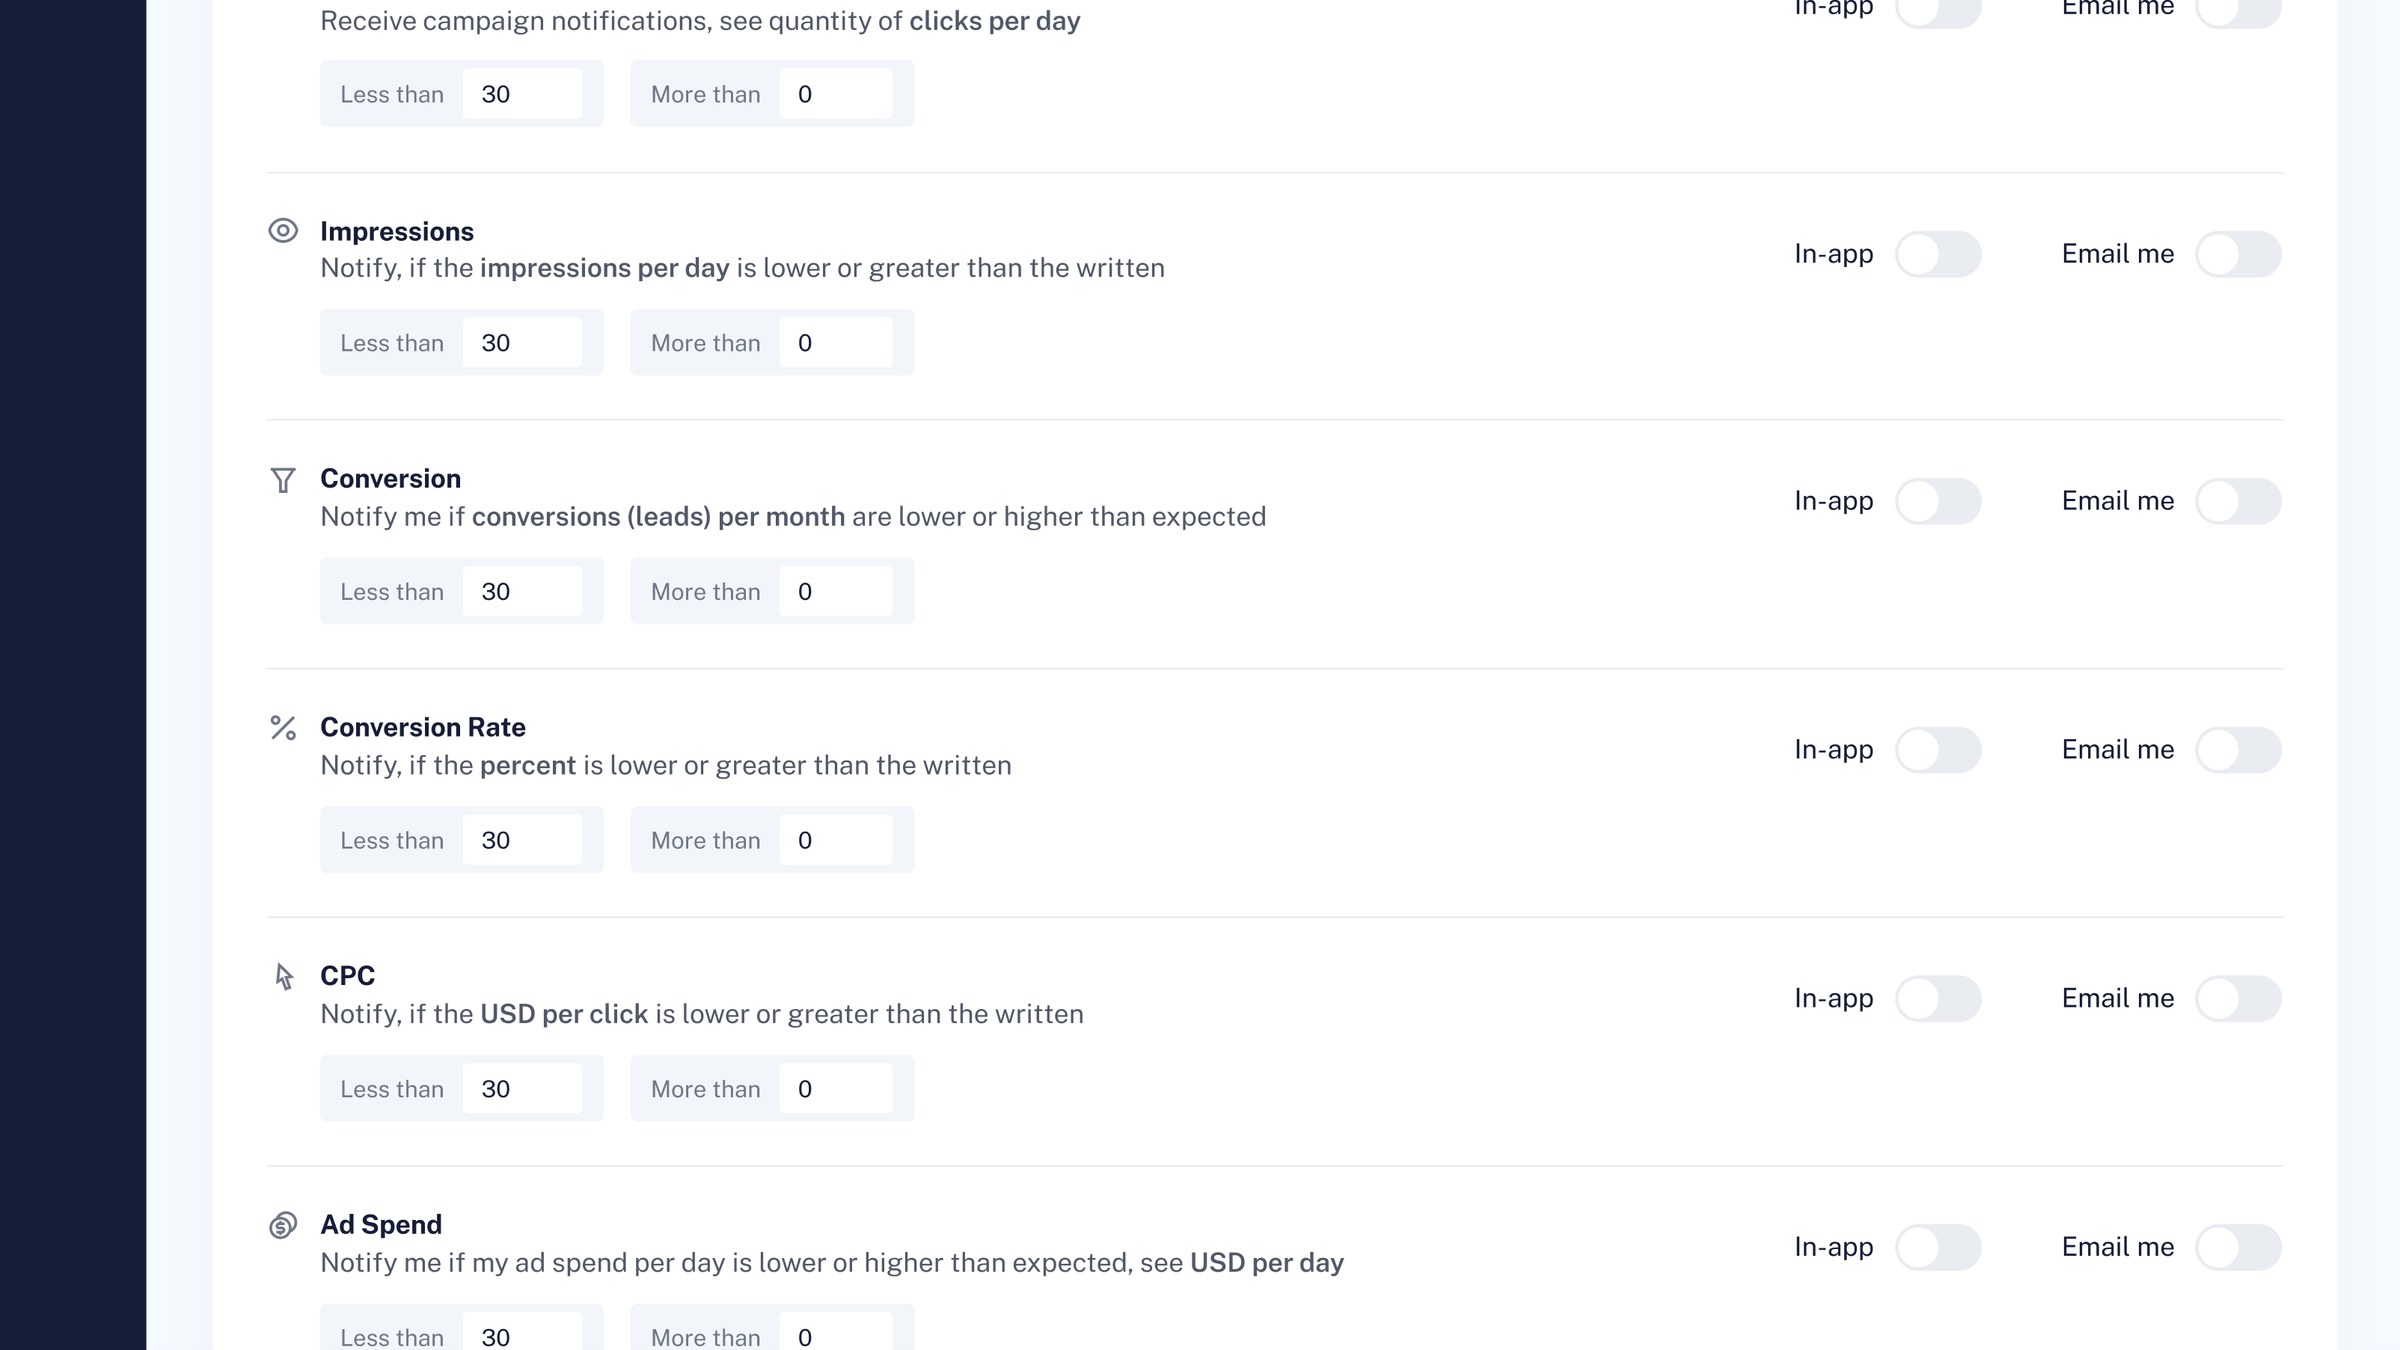 Receive campaign notifications, see quantity of clicks per day
In-app Email me
Less than 30 More than 0
Impressions
Notify, if the impressions per day is lower or greater than the written
In-app Email me
Less than 30 More than 0
Conversion
Notify me if conversions (leads) per month are lower or higher than expected
In-app Email me
Less than 30 More than 0
Conversion Rate
Notify, if the percent is lower or greater than the written
In-app Email me
Less than 30 More than 0
CPC
Notify, if the USD per click is lower or greater than the written
In-app Email me
Less than 30 More than 0
Ad Spend
Notify me if my ad spend per day is lower or higher than expected, see USD per day
In-app Email me
Less than 30 More than 0